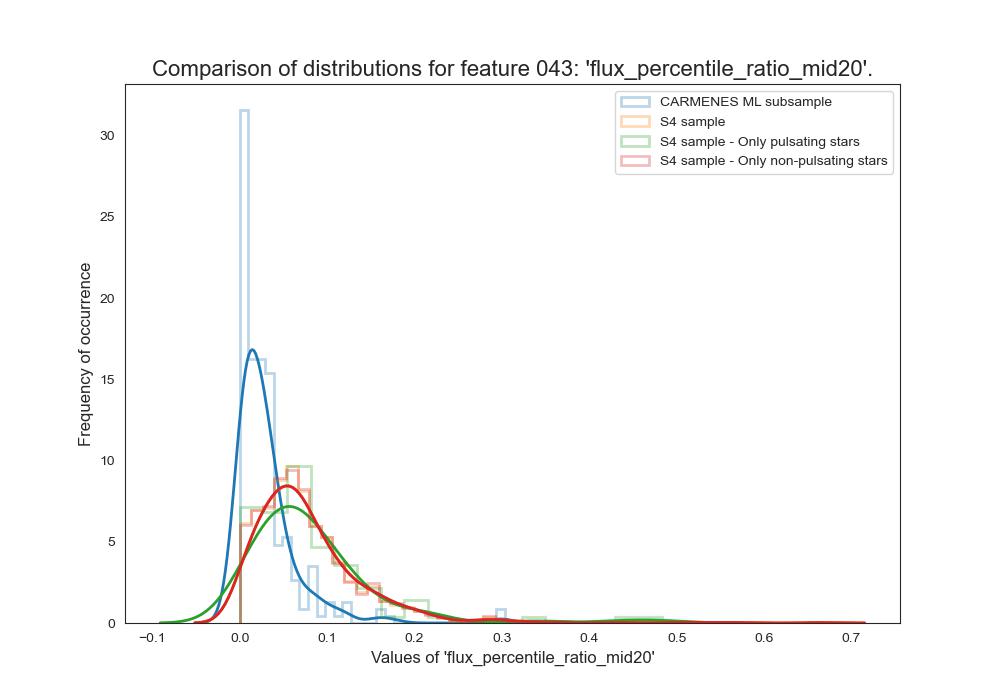 Comparison of distributions for feature 043: 'flux_percentile_ratio_mid20'.
CARMENES ML subsample
S4 sample
S4 sample - Only pulsating stars
S4 sample - Only non-pulsating stars
Frequency of occurrence
30
25
20
15
10
5
0
−0.1 0.0 0.1 0.2 0.3 0.4 0.5 0.6 0.7
Values of 'flux_percentile_ratio_mid20'